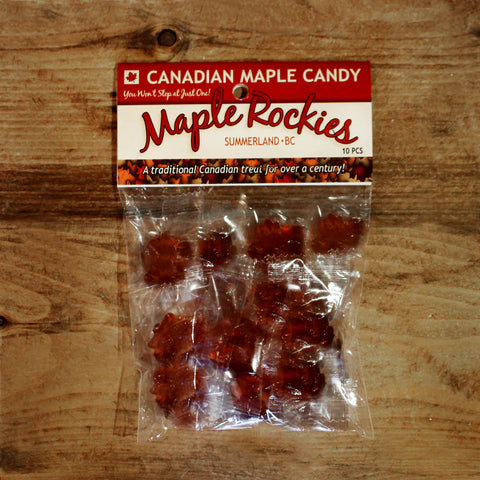 CANADIAN MAPLE CANDY
You Won't Stop at Just One!
Maple Rockies
SUMMERLAND • BC
10 PCS
A traditional Canadian treat for over a century!